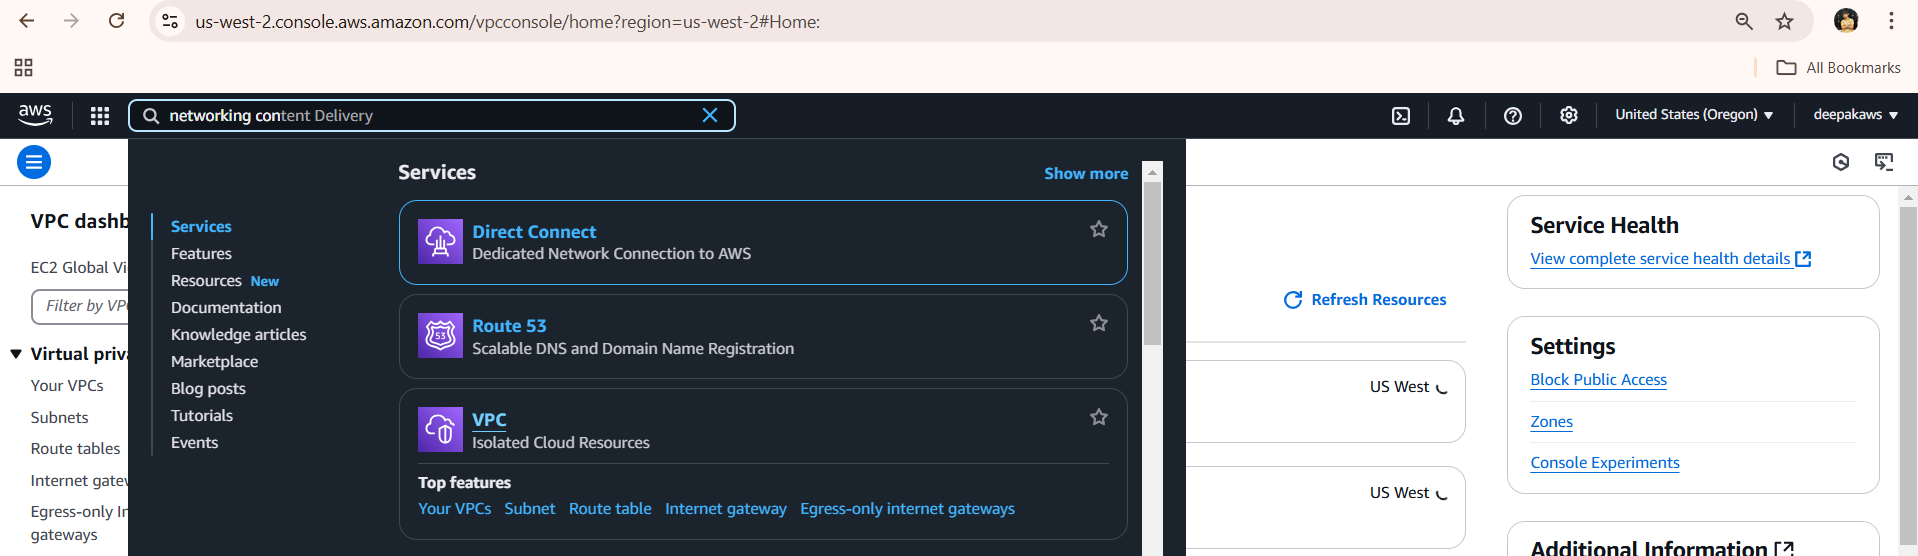 us-west-2.console.aws.amazon.com/vpcconsole/home?region=us-west-2#Home:
All Bookmarks
aws
networking content Delivery
United States (Oregon)
deepakaws
Services
Show more
Services
Features
Resources New
Documentation
Knowledge articles
Marketplace
Blog posts
Tutorials
Events
Direct Connect
Dedicated Network Connection to AWS
Route 53
Scalable DNS and Domain Name Registration
VPC
Isolated Cloud Resources
Top features
Your VPCs Subnet Route table Internet gateway Egress-only internet gateways
VPC dashb
EC2 Global Vi
Filter by VP
Virtual priva
Your VPCs
Subnets
Route tables
Internet gatew
Egress-only In
gateways
Refresh Resources
US West
US West
Service Health
View complete service health details
Settings
Block Public Access
Zones
Console Experiments
Additional Information